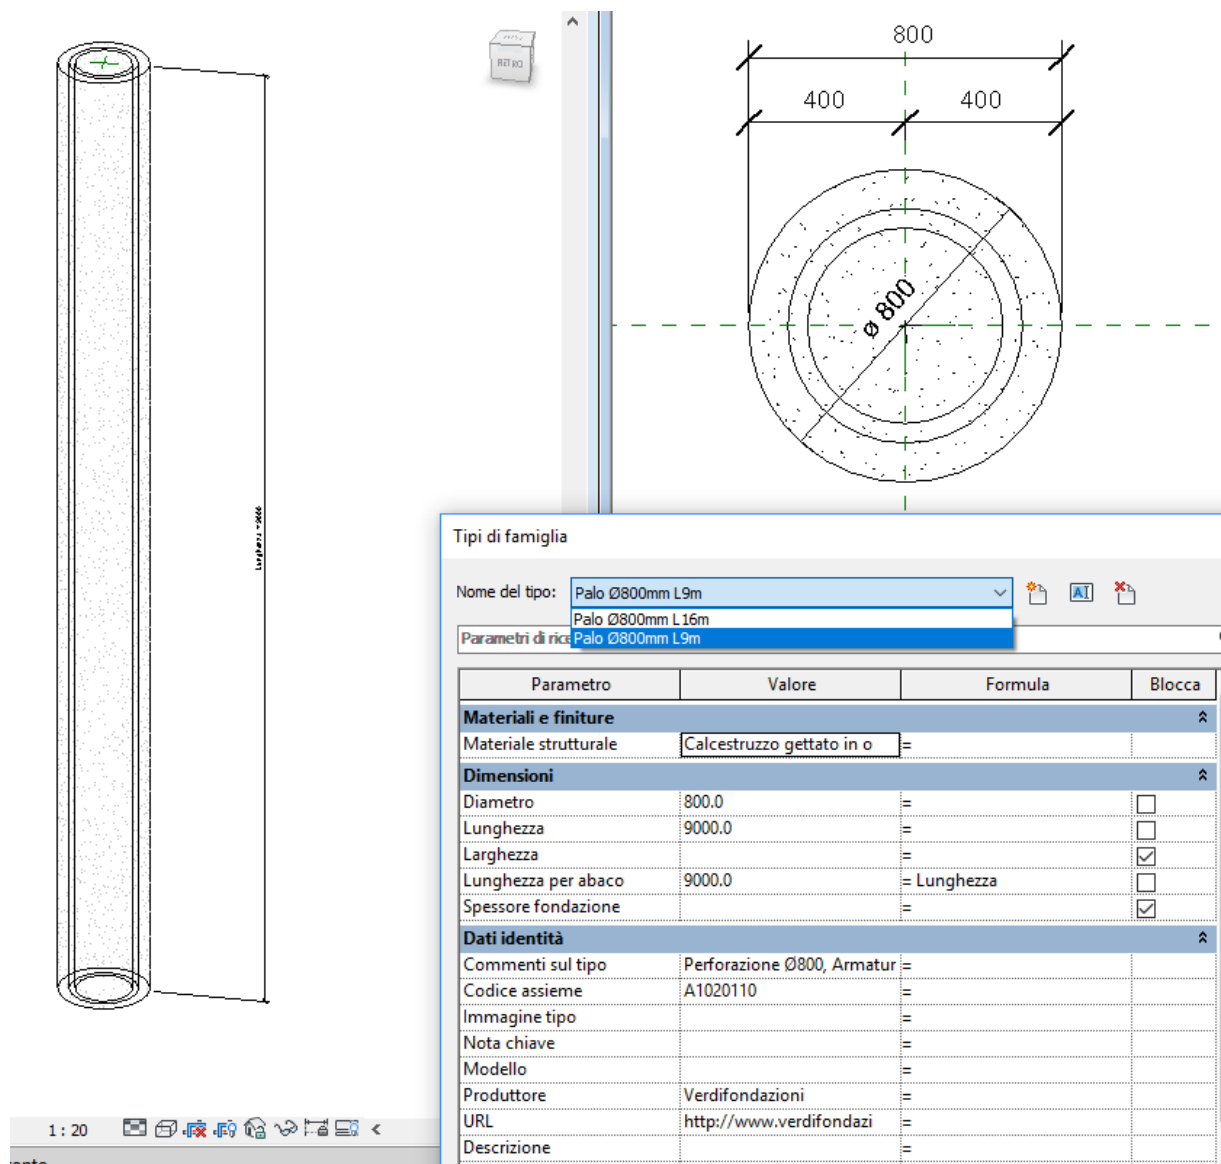 RETRO
800
400 400
ø 800
Tipi di famiglia
Nome del tipo: Palo Ø800mm L9m
Palo Ø800mm L16m
Parametri di rice Palo Ø800mm L9m
Parametro Valore Formula Blocca
Materiali e finiture
Materiale strutturale Calcestruzzo gettato in o =
Dimensioni
Diametro 800.0 =
Lunghezza 9000.0 =
Larghezza =
Lunghezza per abaco 9000.0 = Lunghezza
Spessore fondazione =
Dati identità
Commenti sul tipo Perforazione Ø800, Armatur =
Codice assieme A1020110 =
Immagine tipo =
Nota chiave =
Modello =
Produttore Verdifondazioni =
URL http://www.verdifondazi =
Descrizione =
1 : 20